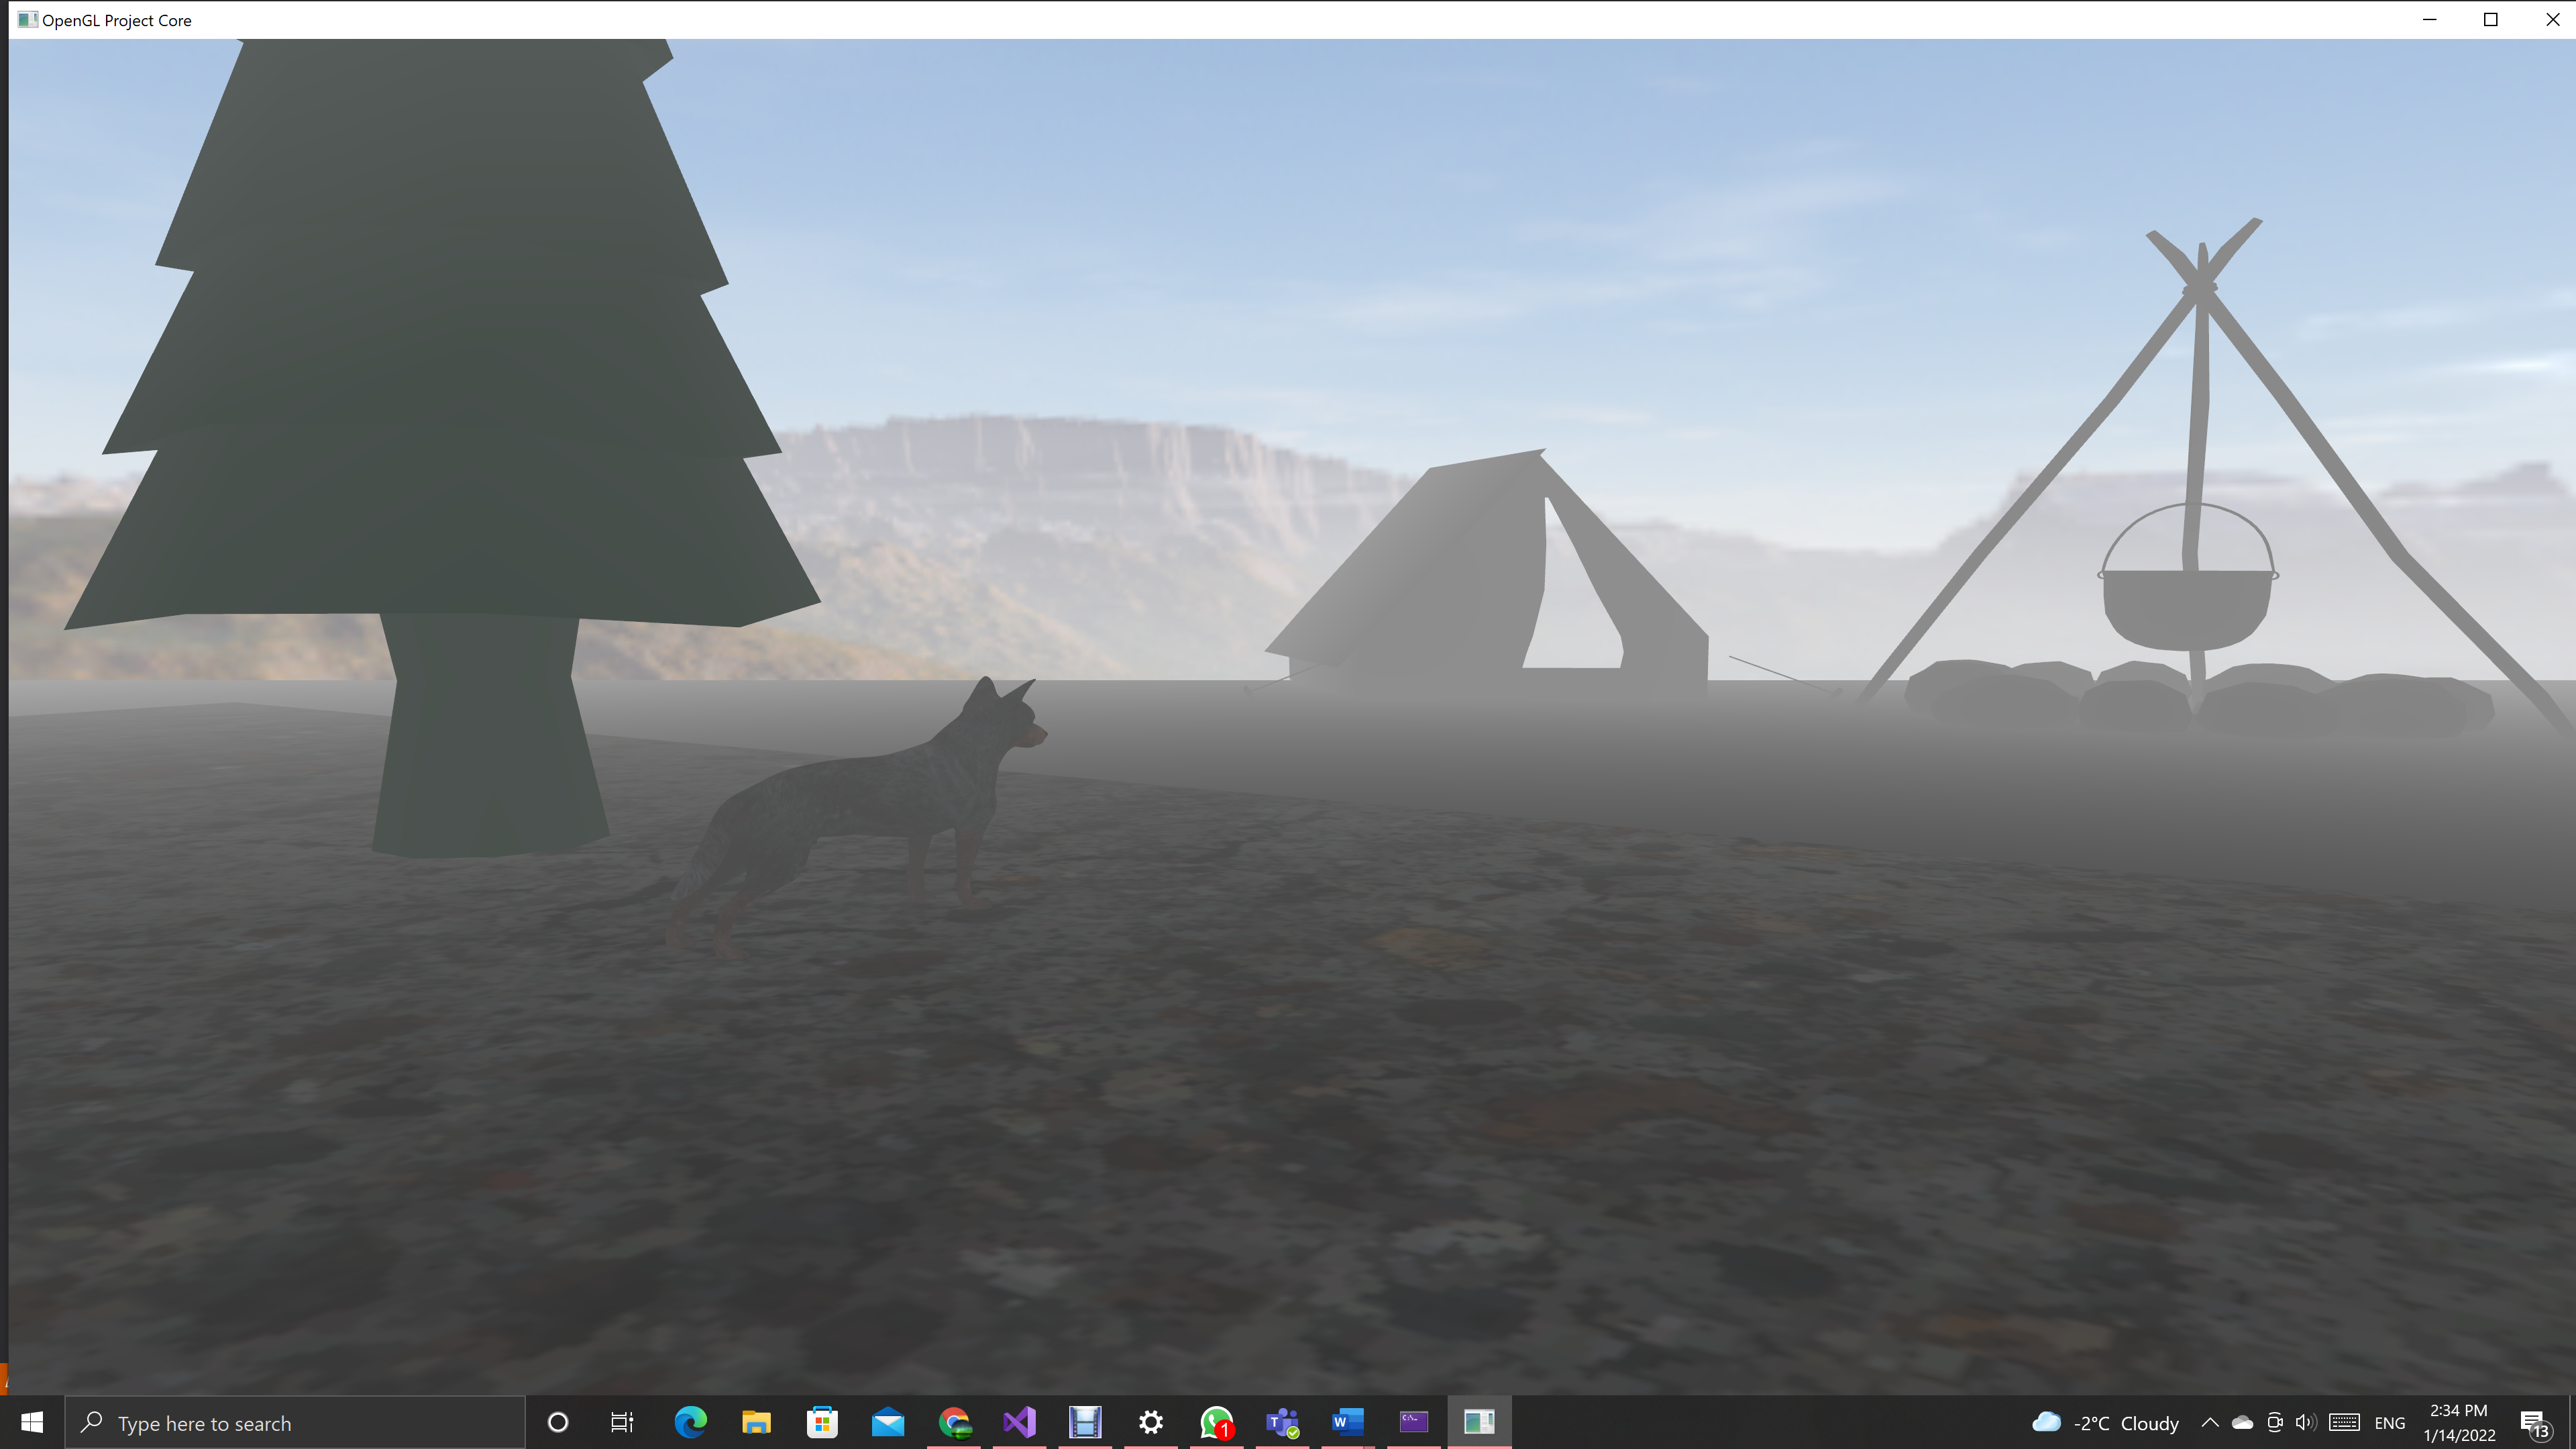 OpenGL Project Core
Type here to search
1
T
W
C:\.
-2°C Cloudy
ENG
2:34 PM
1/14/2022
13